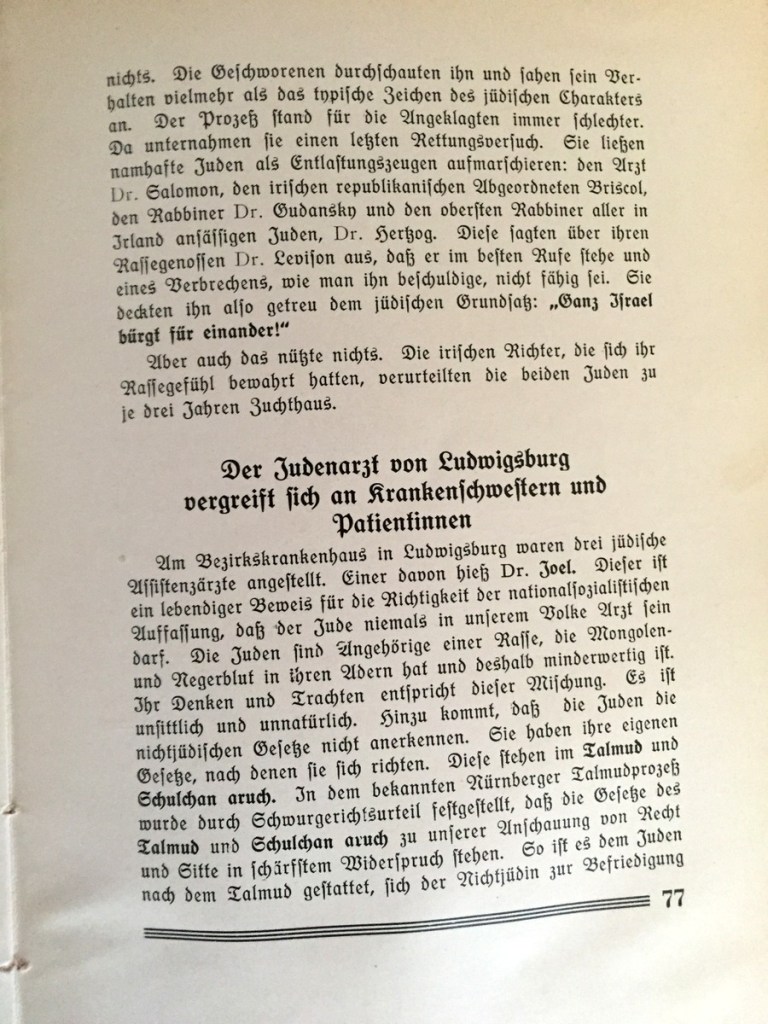 nichts. Die Geschworenen durchschauten ihn und sahen sein Ver-
halten vielmehr als das typische Zeichen des jüdischen Charakters
an. Der Prozeß stand für die Angeklagten immer schlechter.
Da unternahmen sie einen letzten Rettungsversuch. Sie ließen
namhafte Juden als Entlastungszeugen aufmarschieren: den Arzt
Dr. Salomon, den irischen republikanischen Abgeordneten Briscol,
den Rabbiner Dr. Gudansky und den obersten Rabbiner aller in
Irland ansässigen Juden, Dr. Hertzog. Diese sagten über ihren
Rassegenossen Dr. Levison aus, daß er im besten Rufe stehe und
eines Verbrechens, wie man ihn beschuldige, nicht fähig sei. Sie
deckten ihn also getreu dem jüdischen Grundsatz: „Ganz Israel
bürgt für einander!“
Aber auch das nützte nichts. Die irischen Richter, die sich ihr
Rassegefühl bewahrt hatten, verurteilten die beiden Juden zu
je drei Jahren Zuchthaus.
Der Judenarzt von Ludwigsburg
vergreift sich an Krankenschwestern und
Patientinnen
Am Bezirkskrankenhaus in Ludwigsburg waren drei jüdische
Assistenzärzte angestellt. Einer davon hieß Dr. Joel. Dieser ist
ein lebendiger Beweis für die Richtigkeit der nationalsozialistischen
Auffassung, daß der Jude niemals in unserem Volke Arzt sein
darf. Die Juden sind Angehörige einer Rasse, die Mongolen-
und Negerblut in ihren Adern hat und deshalb minderwertig ist.
Ihr Denken und Trachten entspricht dieser Mischung. Es ist
unsittlich und unnatürlich. Hinzu kommt, daß die Juden die
nichtjüdischen Gesetze nicht anerkennen. Sie haben ihre eigenen
Gesetze, nach denen sie sich richten. Diese stehen im Talmud und
Schulchan aruch. In dem bekannten Nürnberger Talmudprozeß
wurde durch Schwurgerichtsurteil festgestellt, daß die Gesetze des
Talmud und Schulchan aruch zu unserer Anschauung von Recht
und Sitte in schärfstem Widerspruch stehen. So ist es dem Juden
nach dem Talmud gestattet, sich der Nichtjüdin zur Befriedigung
77